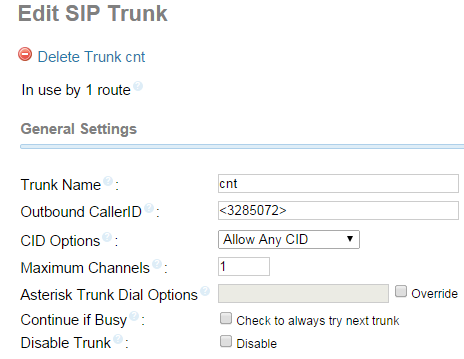 Edit SIP Trunk
Delete Trunk cnt
In use by 1 route
General Settings
Trunk Name : cnt
Outbound CallerID : <3285072>
CID Options : Allow Any CID
Maximum Channels : 1
Asterisk Trunk Dial Options : Override
Continue if Busy : Check to always try next trunk
Disable Trunk : Disable